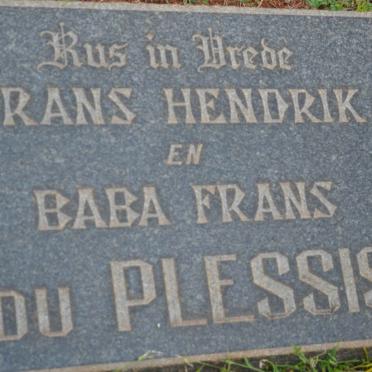 Rus in Vrede
RANS HENDRIK
EN
BABA FRANS
DU PLESSIS